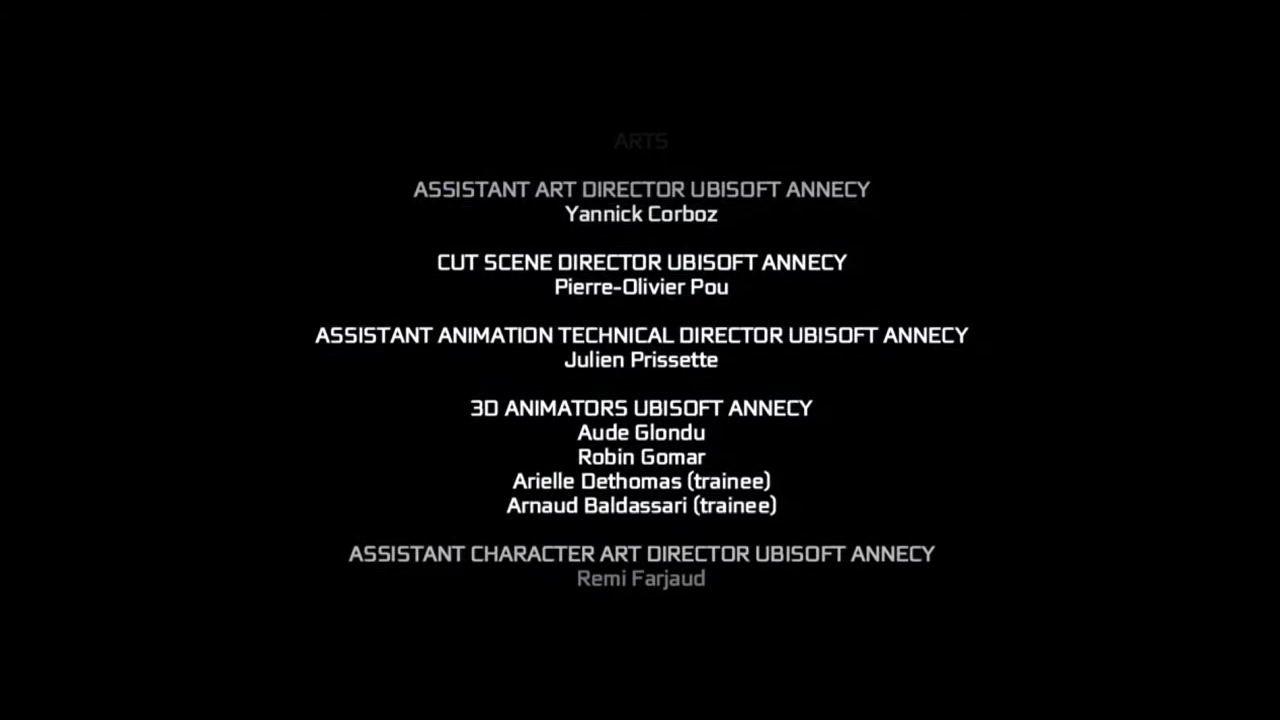 ARTS
ASSISTANT ART DIRECTOR UBISOFT ANNECY
Yannick Corboz
CUT SCENE DIRECTOR UBISOFT ANNECY
Pierre-Olivier Pou
ASSISTANT ANIMATION TECHNICAL DIRECTOR UBISOFT ANNECY
Julien Prissette
3D ANIMATORS UBISOFT ANNECY
Aude Glondu
Robin Gomar
Arielle Dethomas (trainee)
Arnaud Baldassari (trainee)
ASSISTANT CHARACTER ART DIRECTOR UBISOFT ANNECY
Remi Farjaud